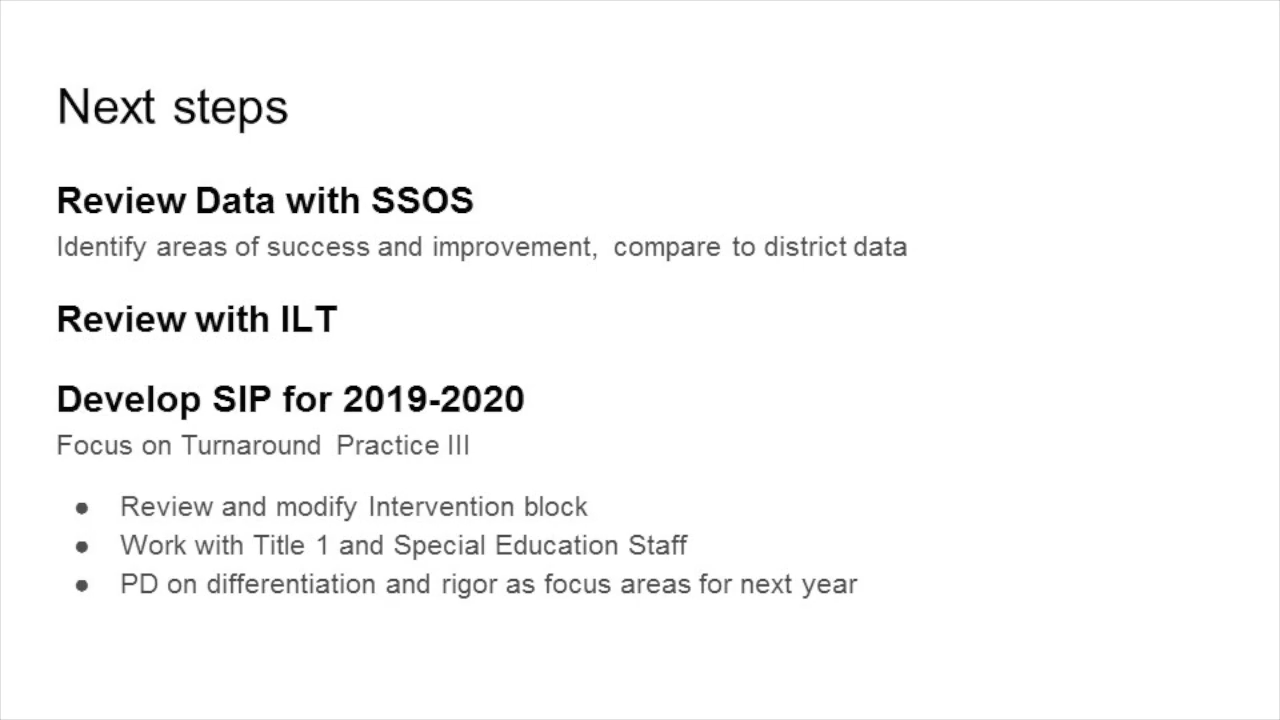 Next steps
Review Data with SSOS
Identify areas of success and improvement, compare to district data
Review with ILT
Develop SIP for 2019-2020
Focus on Turnaround Practice III
● Review and modify Intervention block
● Work with Title 1 and Special Education Staff
● PD on differentiation and rigor as focus areas for next year